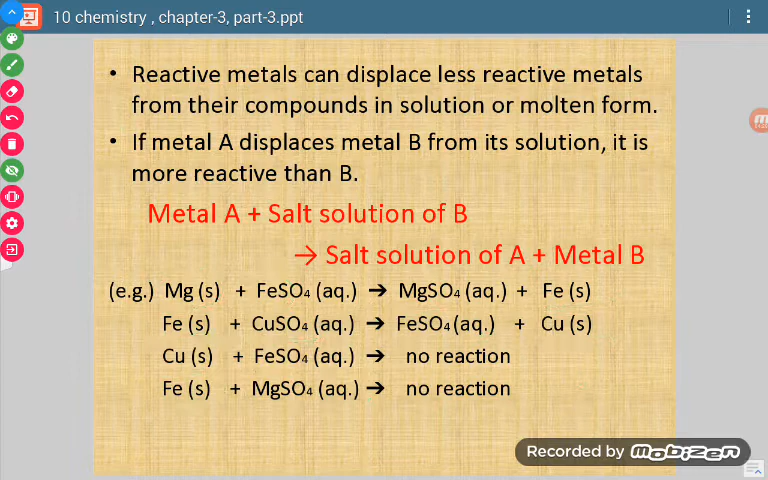 10 chemistry , chapter-3, part-3.ppt
• Reactive metals can displace less reactive metals
from their compounds in solution or molten form.
• If metal A displaces metal B from its solution, it is
more reactive than B.
Metal A + Salt solution of B
→ Salt solution of A + Metal B
(e.g.) Mg (s) + FeSO₄ (aq.) ➔ MgSO₄ (aq.) + Fe (s)
Fe (s) + CuSO₄ (aq.) ➔ FeSO₄ (aq.) + Cu (s)
Cu (s) + FeSO₄ (aq.) ➔ no reaction
Fe (s) + MgSO₄ (aq.) ➔ no reaction
Recorded by mobizen